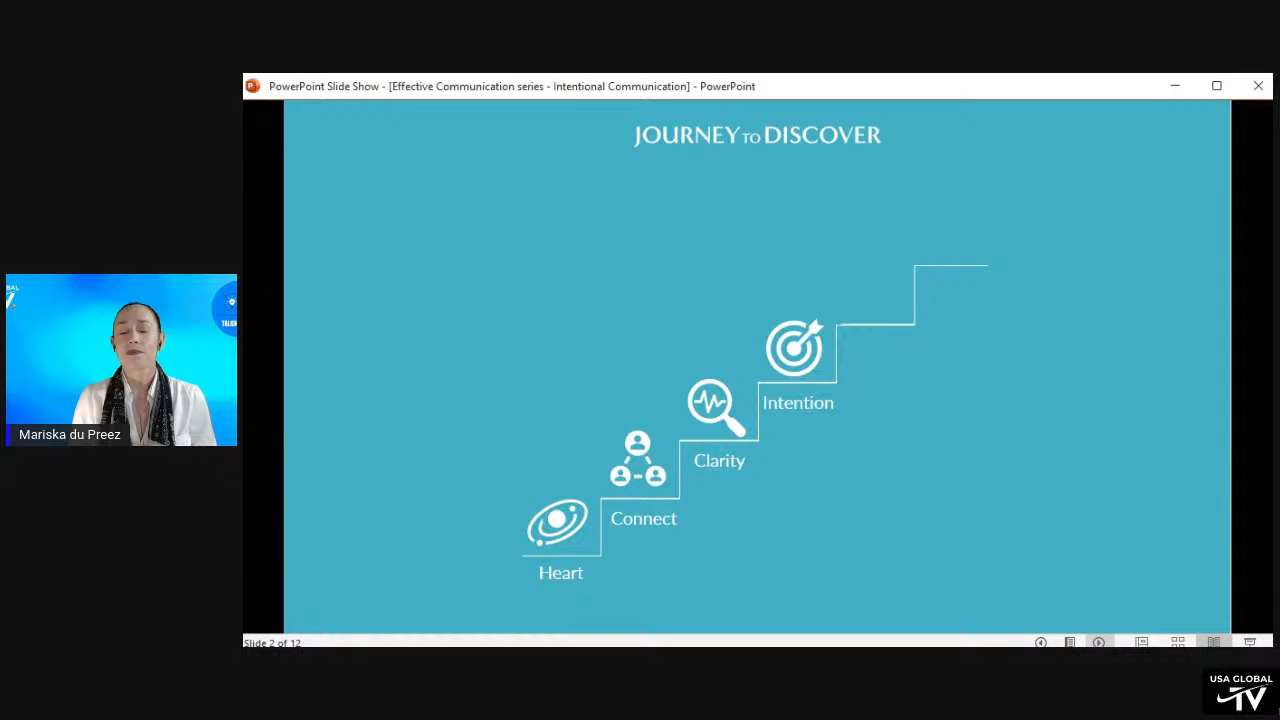 PowerPoint Slide Show - [Effective Communication series - Intentional Communication] - PowerPoint
JOURNEY TO DISCOVER
Intention
Clarity
Connect
Heart
TALKIN
Mariska du Preez
Slide 2 of 12
USA GLOBAL
TV